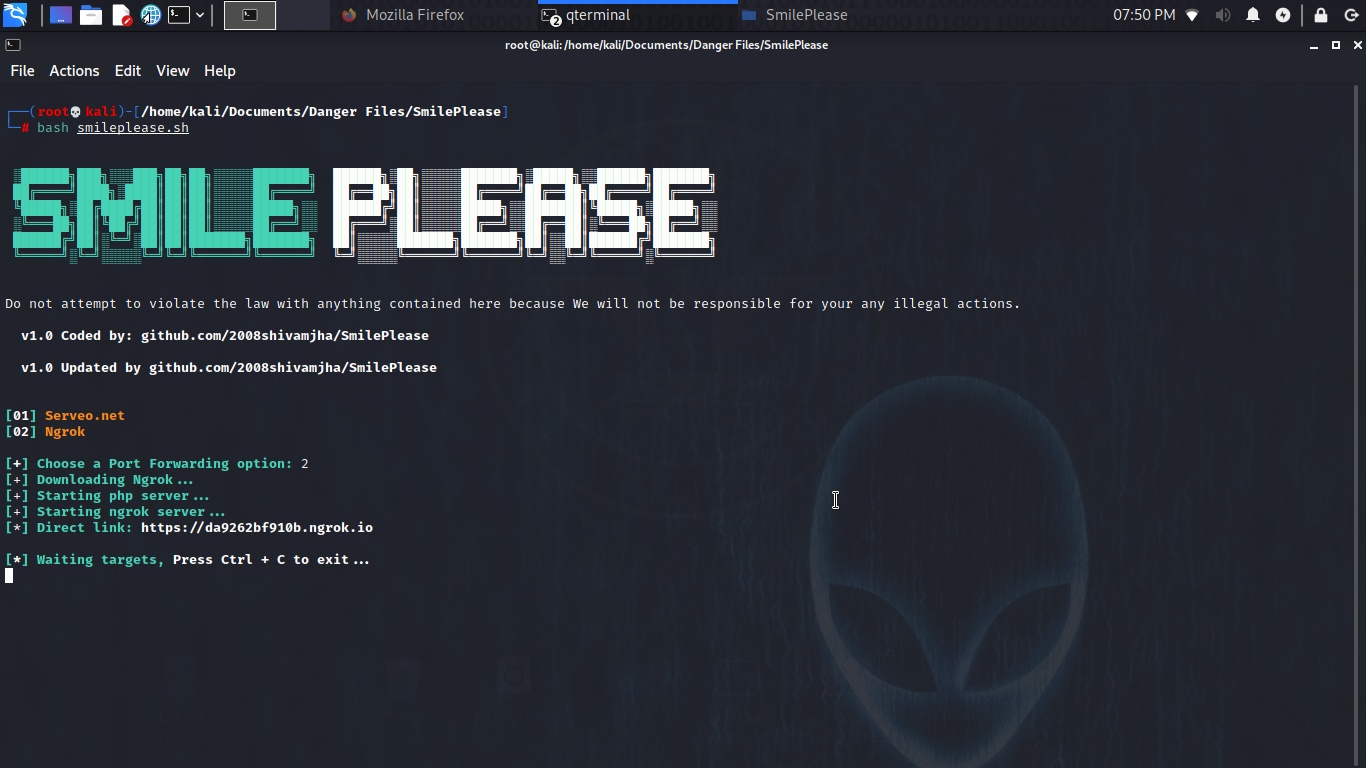 Mozilla Firefox
2 qterminal
SmilePlease
07:50 PM
root@kali: /home/kali/Documents/Danger Files/SmilePlease
File Actions Edit View Help
(root💀kali)-[/home/kali/Documents/Danger Files/SmilePlease]
# bash smileplease.sh
SMILE PLEASE
Do not attempt to violate the law with anything contained here because We will not be responsible for your any illegal actions.
v1.0 Coded by: github.com/2008shivamjha/SmilePlease
v1.0 Updated by github.com/2008shivamjha/SmilePlease
[01] Serveo.net
[02] Ngrok
[+] Choose a Port Forwarding option: 2
[+] Downloading Ngrok...
[+] Starting php server...
[+] Starting ngrok server...
[*] Direct link: https://da9262bf910b.ngrok.io
[*] Waiting targets, Press Ctrl + C to exit...